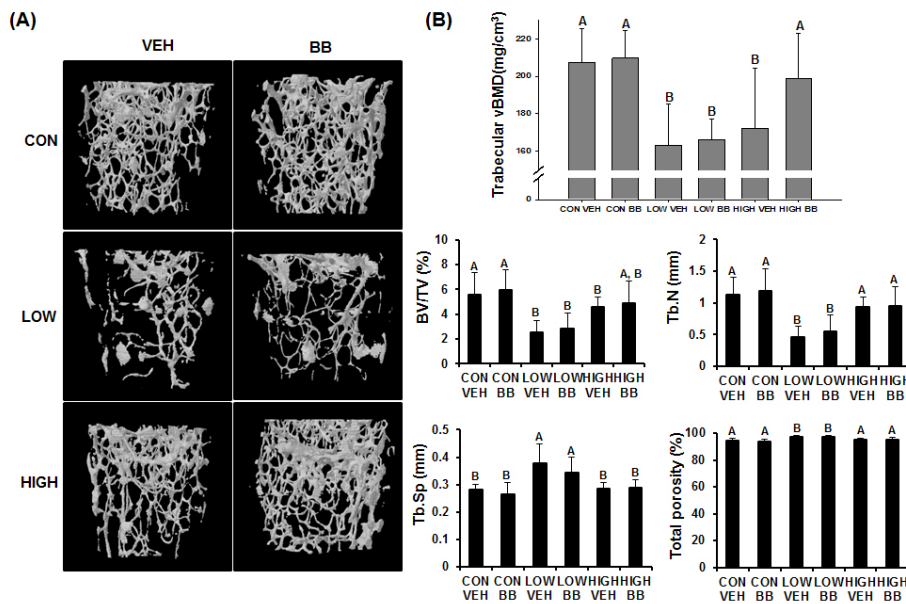 (A)
VEH BB
CON
LOW
HIGH
(B)
Trabecular vBMD(mg/cm³)
220
200
180
160
0
A A B B B A
CON VEH CON BB LOW VEH LOW BB HIGH VEH HIGH BB
BV/TV (%)
10
8
6
4
2
0
A A B B B A, B
CON CON LOW LOW HIGH HIGH
VEH BB VEH BB VEH BB
Tb.N (mm)
2
1.5
1
0.5
0
A A B B A A
CON CON LOW LOW HIGH HIGH
VEH BB VEH BB VEH BB
Tb.Sp (mm)
0.5
0.4
0.3
0.2
0.1
0
B B A A B B
CON CON LOW LOW HIGH HIGH
VEH BB VEH BB VEH BB
Total porosity (%)
100
80
60
40
20
0
A A B B A A
CON CON LOW LOW HIGH HIGH
VEH BB VEH BB VEH BB